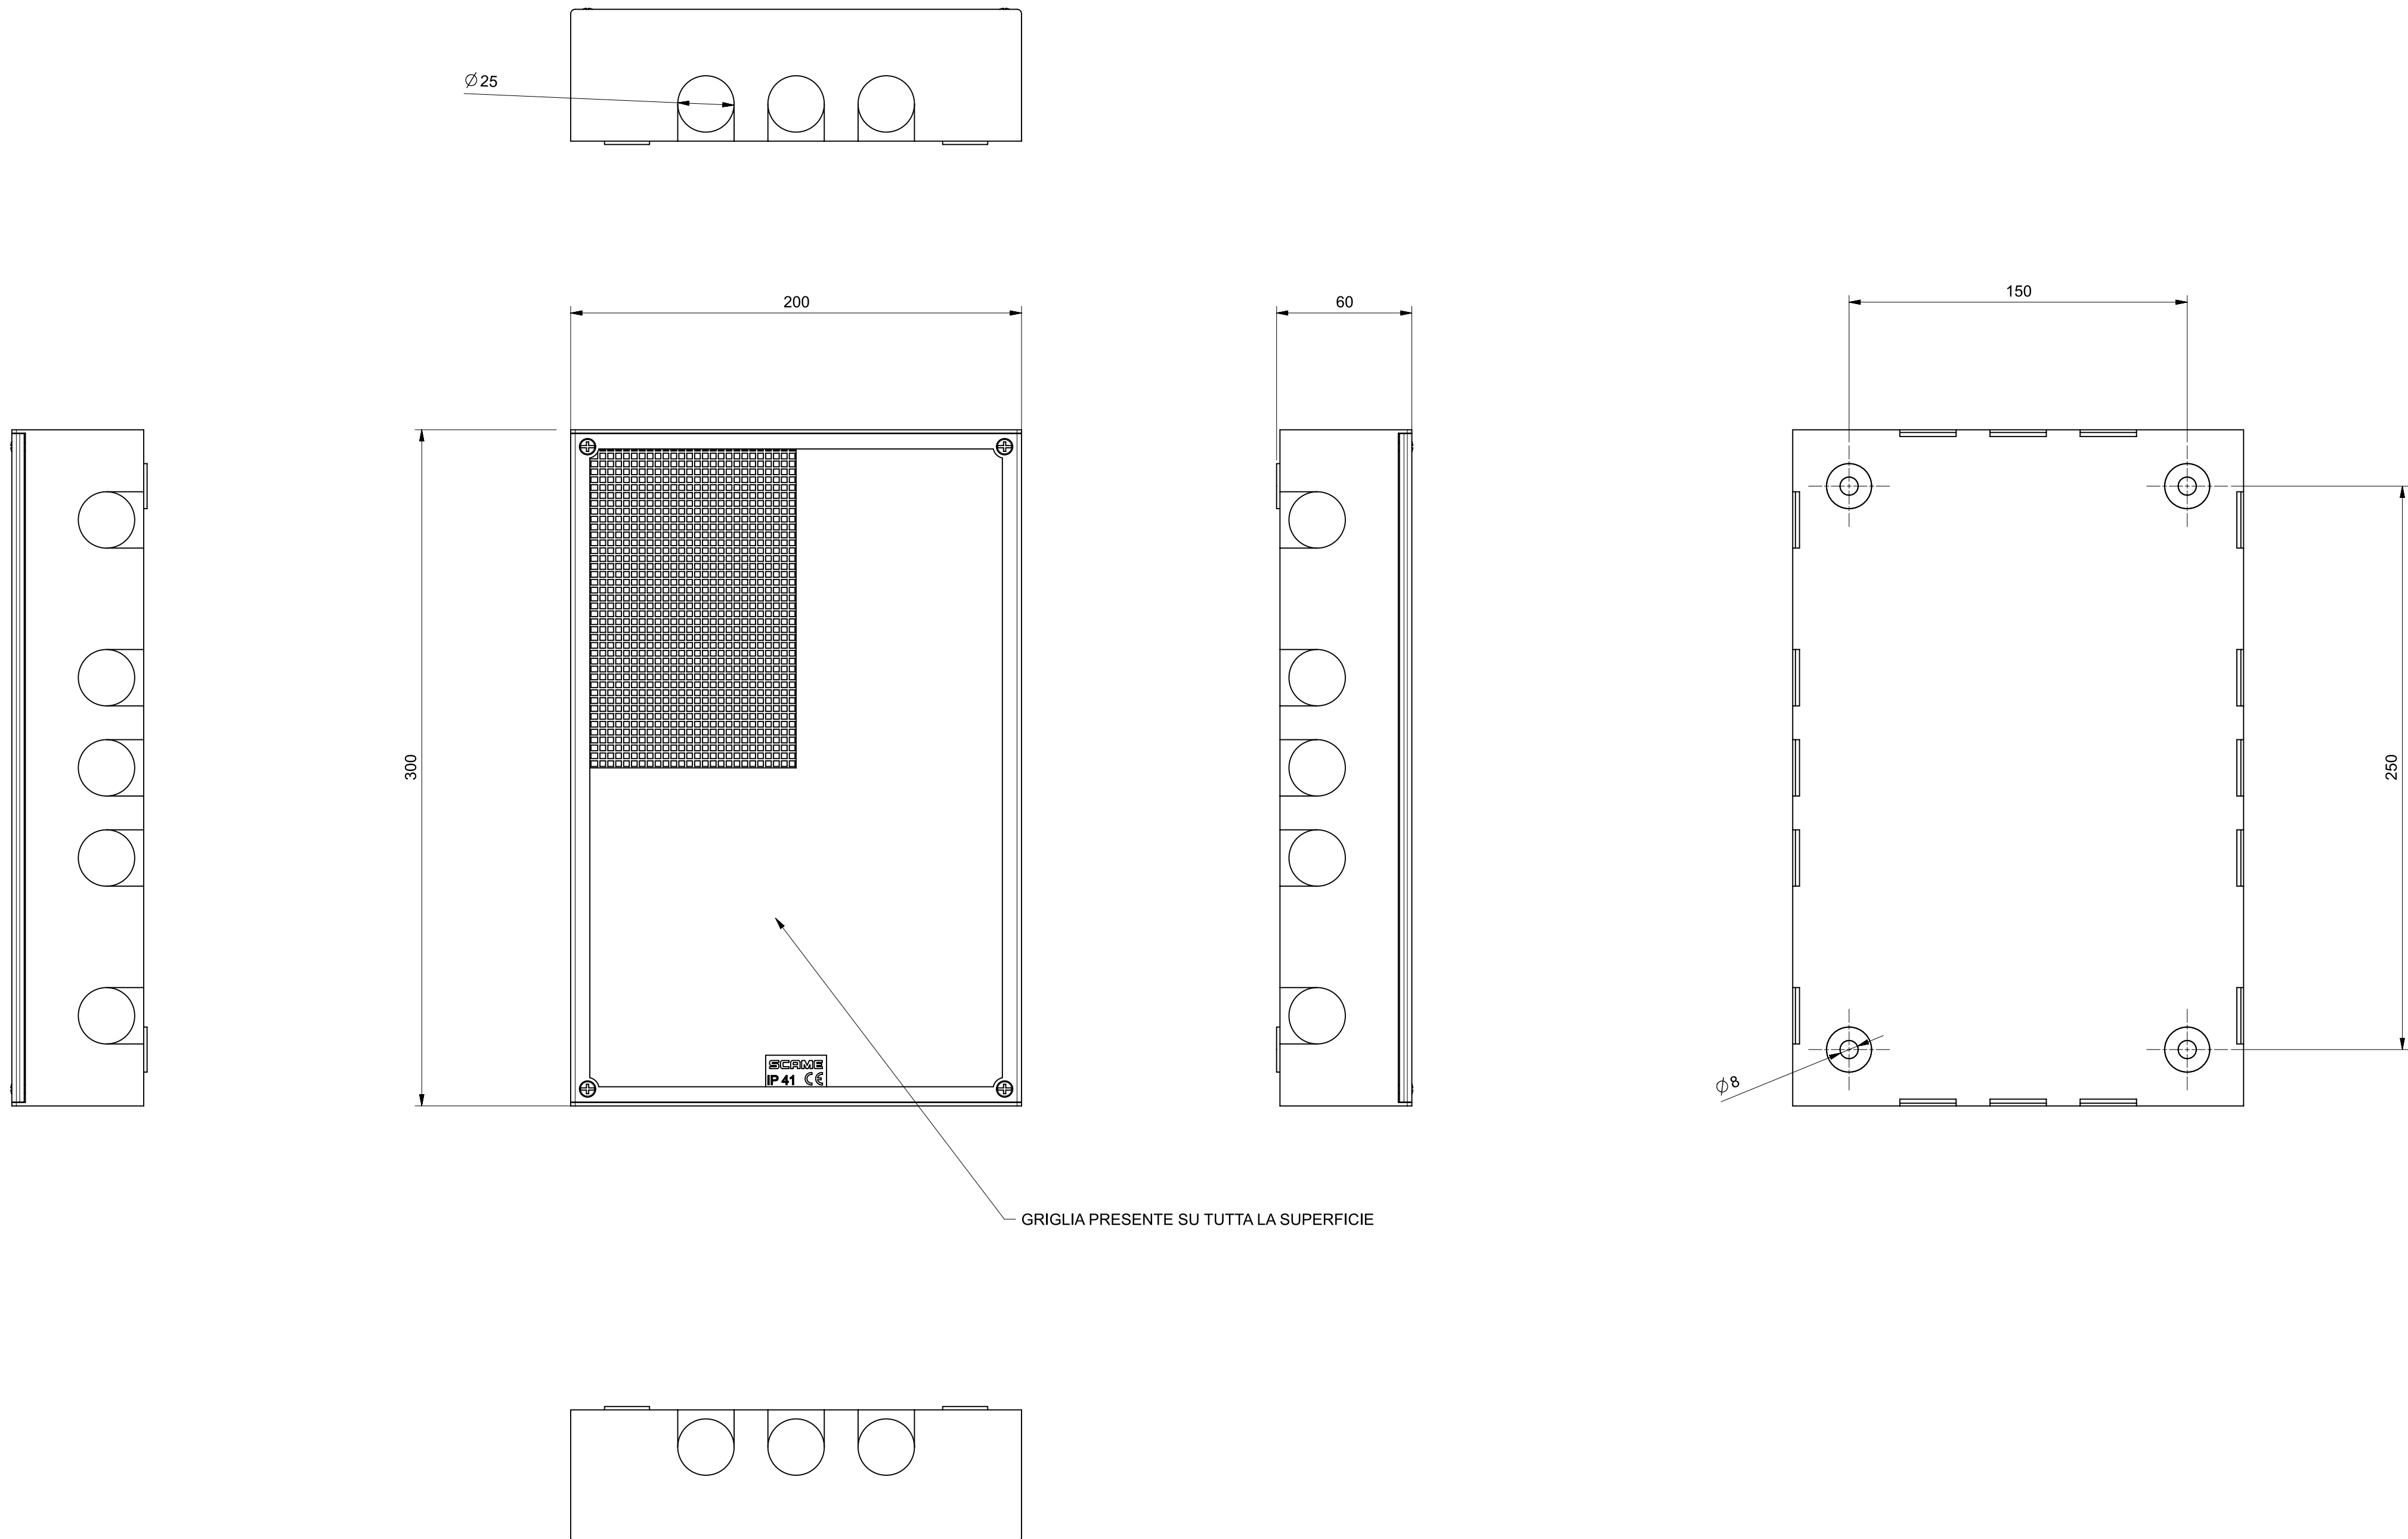 ⌀25
200
60
150
300
250
SCAME
IP 41 CE
⌀8
GRIGLIA PRESENTE SU TUTTA LA SUPERFICIE